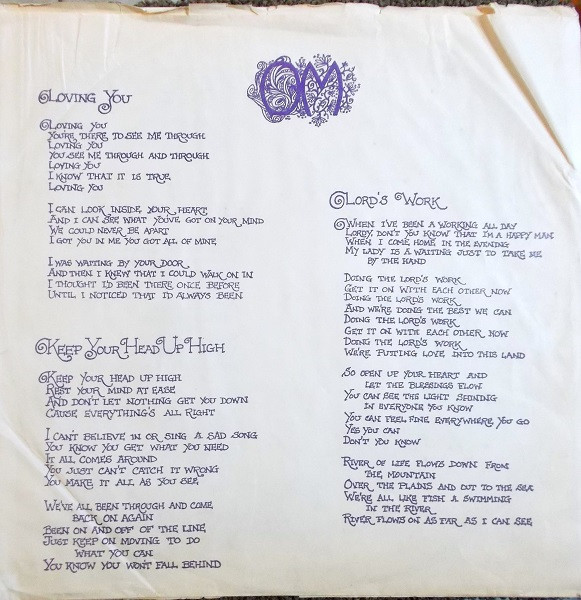 OM
Loving You
Loving you
You're there to see me through
Loving you
You see me through and through
Loving you
I know that it is true
Loving you
I can look inside your heart
And I can see what you've got on your mind
We could never be apart
I got you in me you got all of mine
I was waiting by your door
And then I knew that I could walk on in
I thought I'd been there once before
Until I noticed that I'd always been
Keep Your Head Up High
Keep your head up high
Rest your mind at ease
And don't let nothing get you down
Cause everything's all right
I can't believe in or sing a sad song
You know you get what you need
It all comes around
You just can't catch it wrong
You make it all as you see
We've all been through and come
back on again
Been on and off of the line
Just keep on moving to do
what you can
You know you won't fall behind
Lord's Work
When I've been a working all day
Lordy, don't you know that I'm a happy man
When I come home in the evening
My lady is a waiting just to take me
by the hand
Doing the Lord's work
Get it on with each other now
Doing the Lord's work
And we're doing the best we can
Doing the Lord's work
Get it on with each other now
Doing the Lord's work
We're putting love into this land
So open up your heart and
let the blessings flow
You can see the light shining
in everyone you know
You can feel fine everywhere you go
Yes you can
Don't you know
River of life flows down from
the mountain
Over the plains and out to the sea
We're all like fish a swimming
in the river
River flows on as far as I can see